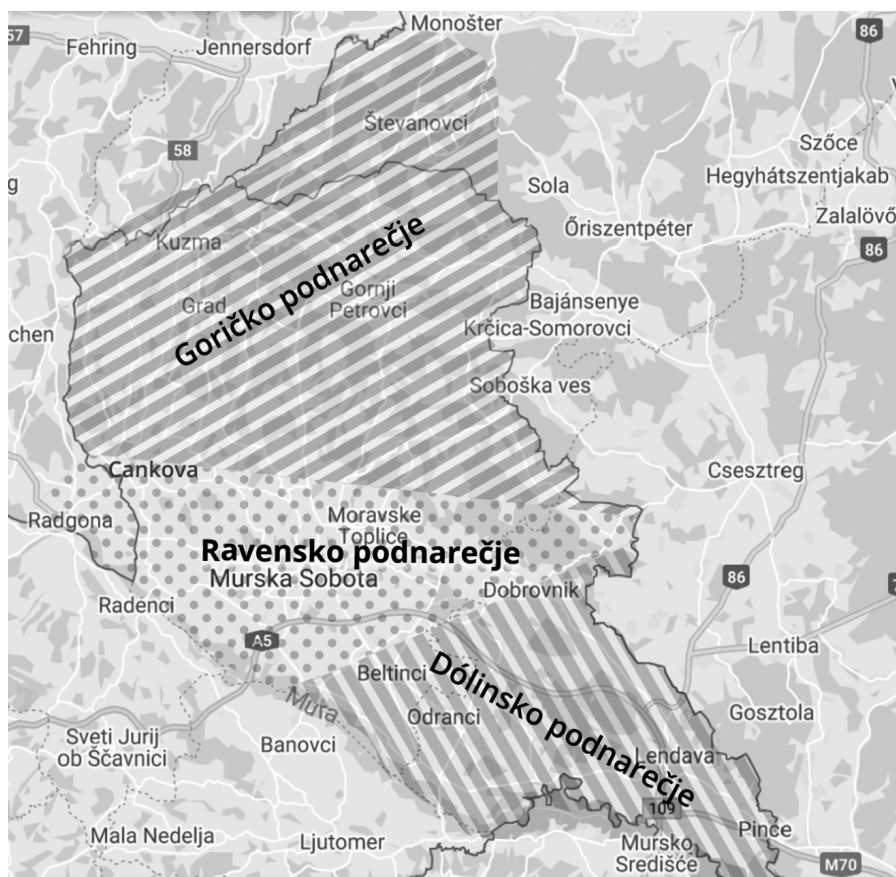 Monošter
57
86
Fehring
Jennersdorf
Števanovci
58
Szőce
Hegyhátszentjakab
g
Sola
Zalalövő
Őriszentpéter
Kuzma
86
Goričko podnarečje
Grad
Gornji
Petrovci
Bajánsenye
Krčica-Somorovci
chen
Soboška ves
Cankova
Csesztreg
Radgona
Moravske
Toplice
Ravensko podnarečje
Murska Sobota
Dobrovnik
86
7
Radenci
A5
Lentiba
Beltinci
Dólinsko podnarečje
Mura
Odranci
Gosztola
Sveti Jurij
ob Ščavnici
Banovci
Lendava
109
Pince
Mala Nedelja
Ljutomer
Mursko
Središće
M70